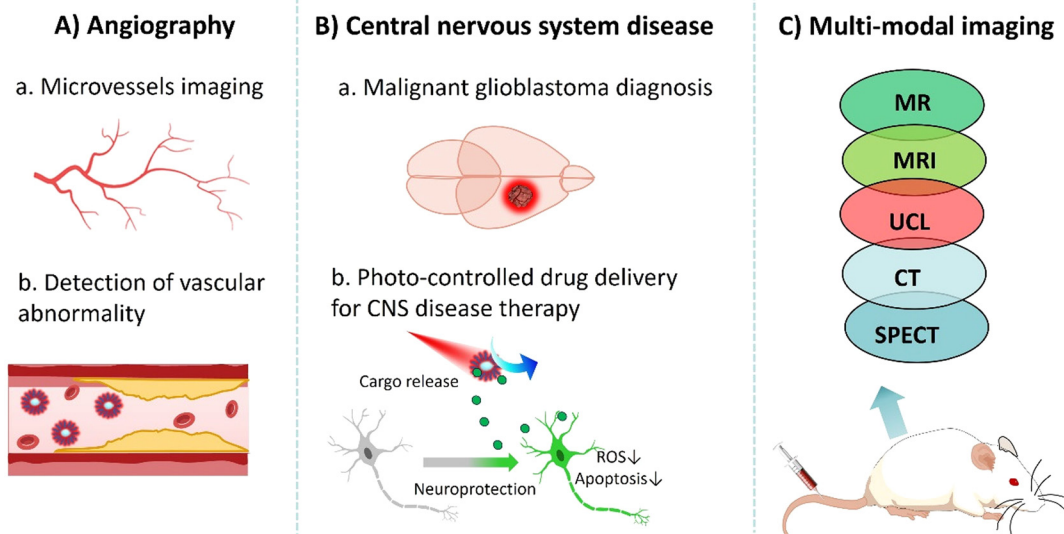 A) Angiography
a. Microvessels imaging
b. Detection of vascular
abnormality
B) Central nervous system disease
a. Malignant glioblastoma diagnosis
b. Photo-controlled drug delivery
for CNS disease therapy
Cargo release
Neuroprotection
ROS↓
Apoptosis↓
C) Multi-modal imaging
MR
MRI
UCL
CT
SPECT